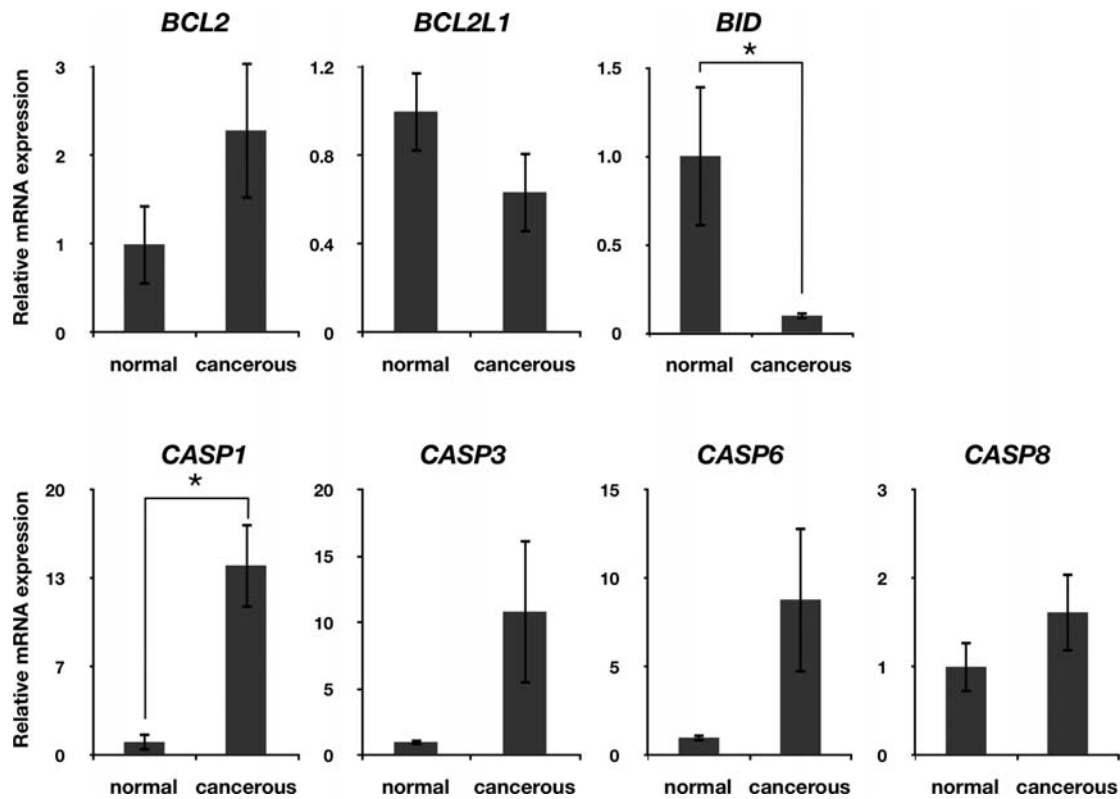 BCL2 BCL2L1 BID
Relative mRNA expression
3
2
1
0
normal cancerous
1.2
0.8
0.4
0
normal cancerous
*
1.5
1.0
0.5
0
normal cancerous
CASP1 CASP3 CASP6 CASP8
Relative mRNA expression
*
20
13
7
0
normal cancerous
20
15
10
5
0
normal cancerous
15
10
5
0
normal cancerous
3
2
1
0
normal cancerous